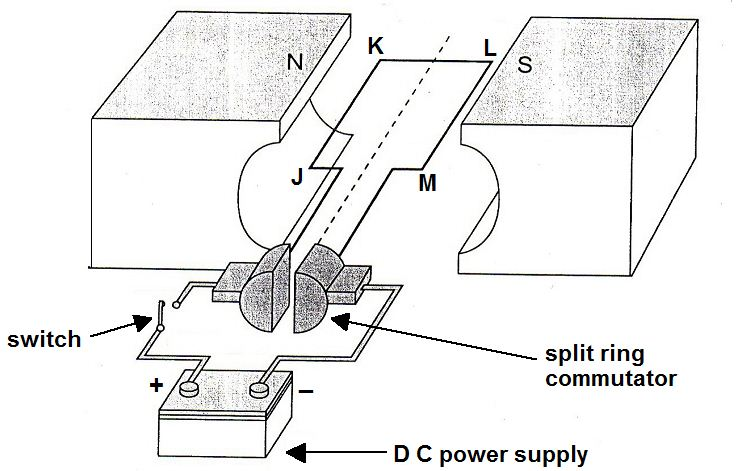 N
K
L
S
J
M
switch
split ring
commutator
+
–
D C power supply